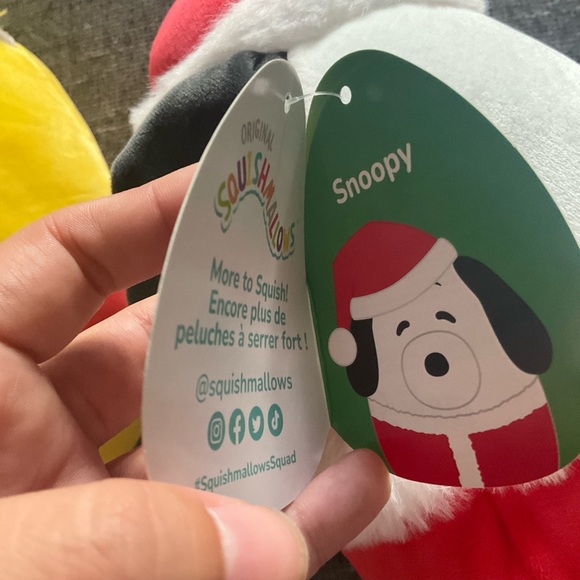 ORIGINAL
SQUISHMALLOWS
More to Squish!
Encore plus de
peluches à serrer fort !
@squishmallows
#SquishmallowsSquad
Snoopy